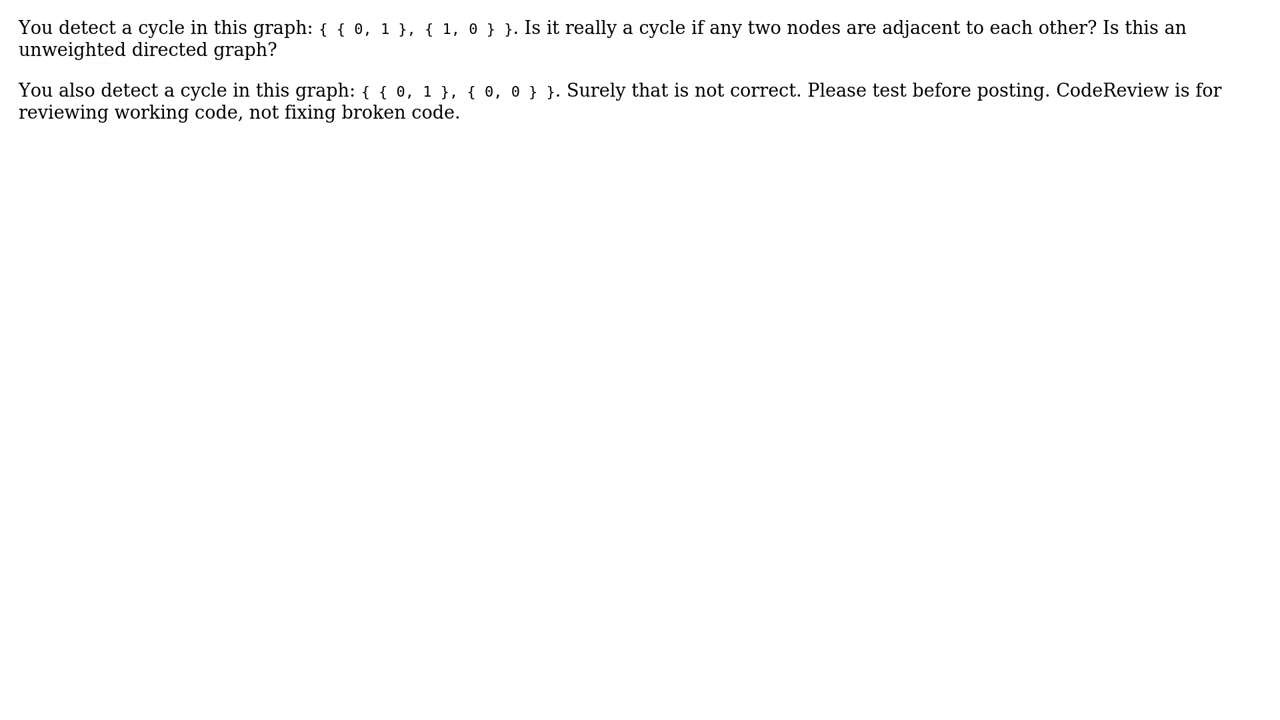 You detect a cycle in this graph: { { 0, 1 }, { 1, 0 } }. Is it really a cycle if any two nodes are adjacent to each other? Is this an
unweighted directed graph?
You also detect a cycle in this graph: { { 0, 1 }, { 0, 0 } }. Surely that is not correct. Please test before posting. CodeReview is for
reviewing working code, not fixing broken code.